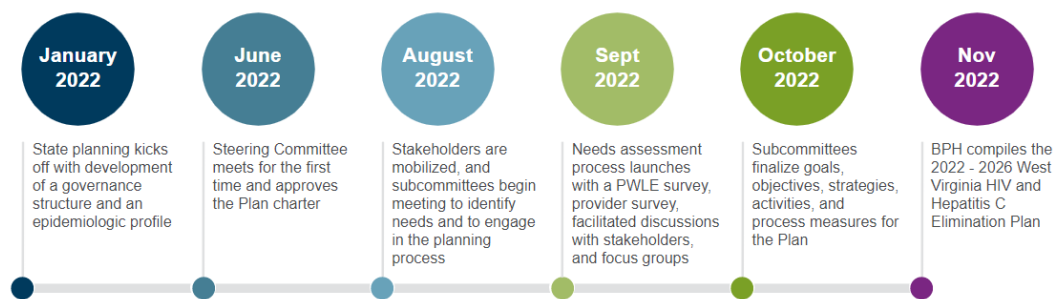 January
2022
State planning kicks
off with development
of a governance
structure and an
epidemiologic profile
June
2022
Steering Committee
meets for the first
time and approves
the Plan charter
August
2022
Stakeholders are
mobilized, and
subcommittees begin
meeting to identify
needs and to engage
in the planning
process
Sept
2022
Needs assessment
process launches
with a PWLE survey,
provider survey,
facilitated discussions
with stakeholders,
and focus groups
October
2022
Subcommittees
finalize goals,
objectives, strategies,
activities, and
process measures for
the Plan
Nov
2022
BPH compiles the
2022 - 2026 West
Virginia HIV and
Hepatitis C
Elimination Plan